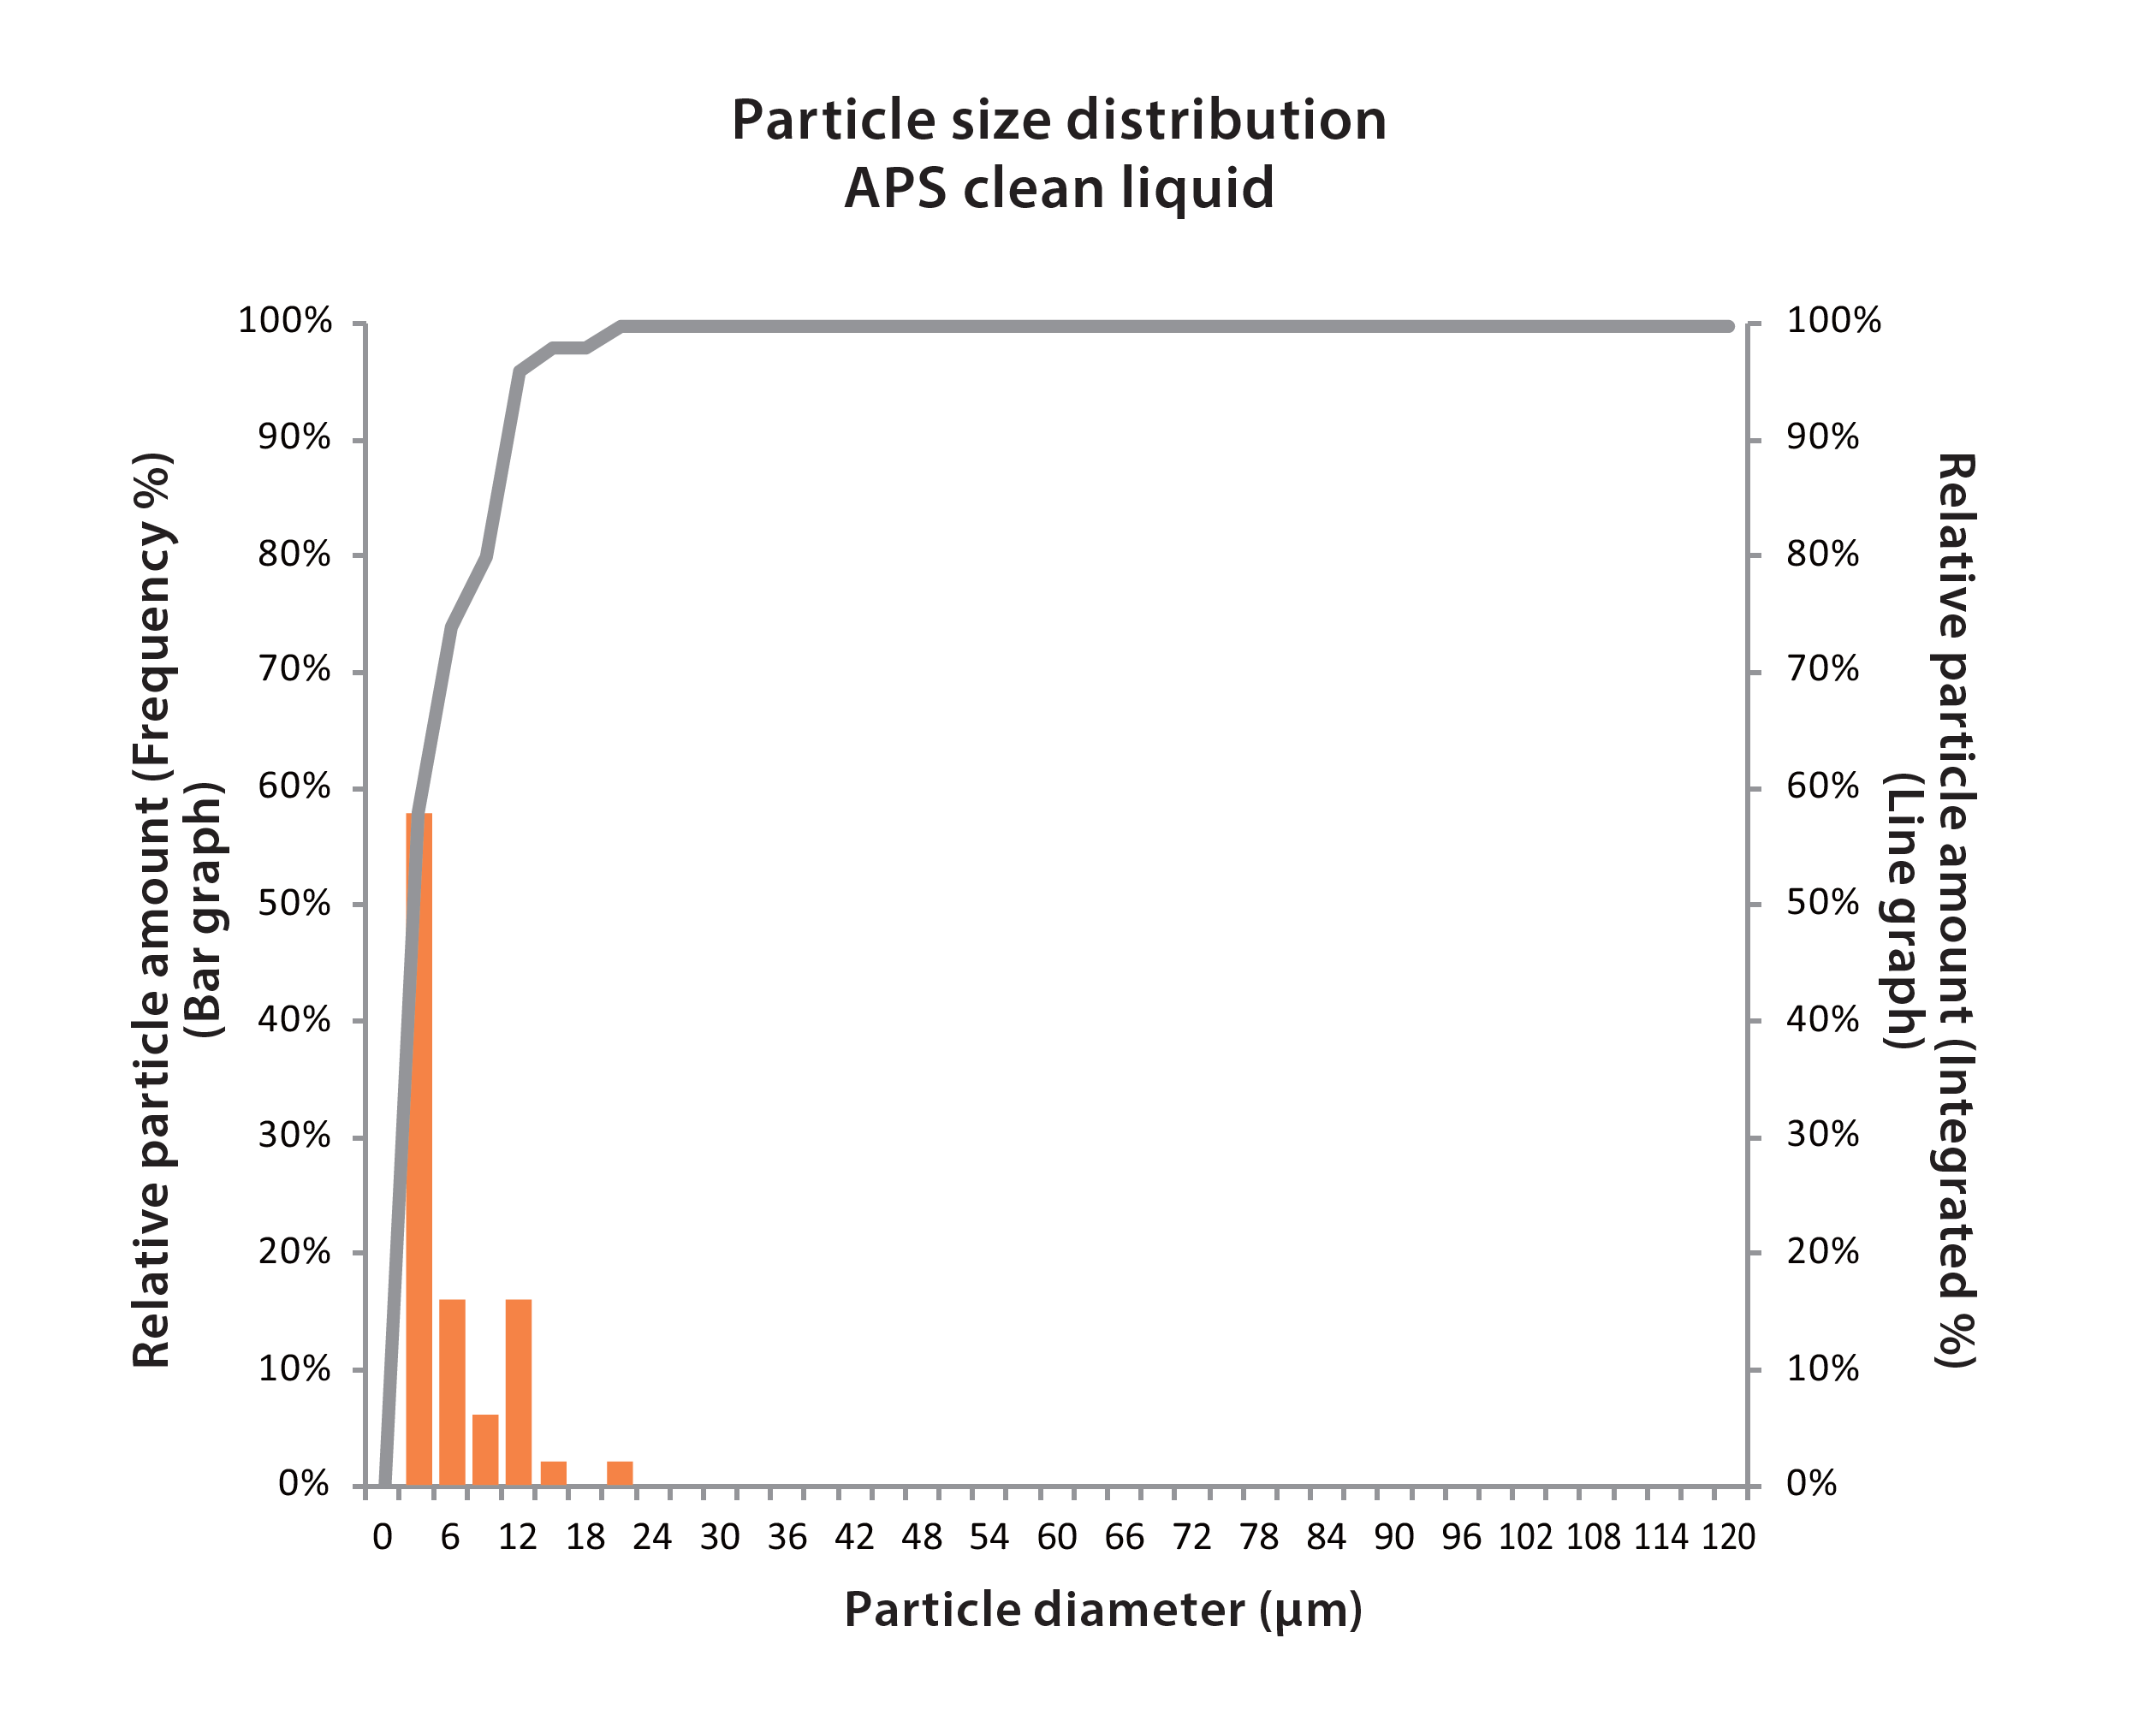 Particle size distribution
APS clean liquid
Relative particle amount (Frequency %)
(Bar graph)
100%
90%
80%
70%
60%
50%
40%
30%
20%
10%
0%
100%
90%
80%
70%
60%
50%
40%
30%
20%
10%
0%
Relative particle amount (Integrated %)
(Line graph)
0 6 12 18 24 30 36 42 48 54 60 66 72 78 84 90 96 102 108 114 120
Particle diameter (µm)